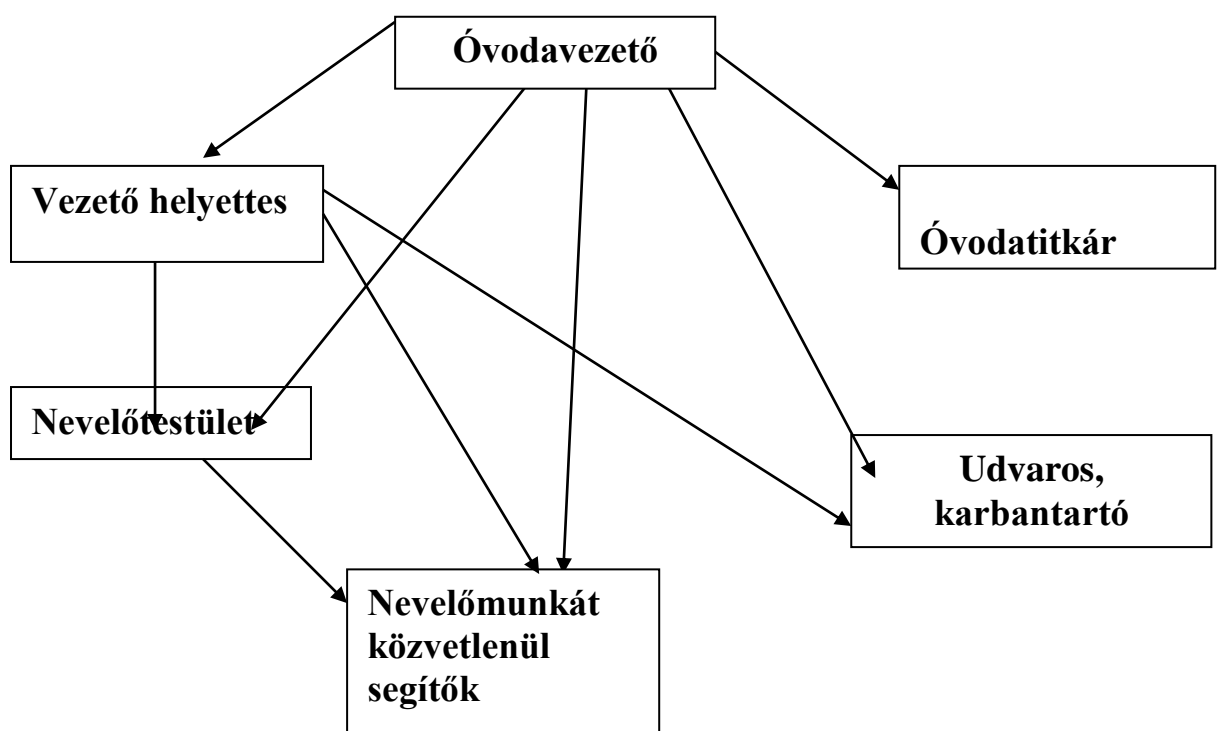 Óvodavezető
Vezető helyettes
Óvodatitkár
Nevelőtestület
Udvaros,
karbantartó
Nevelőmunkát
közvetlenül
segítők